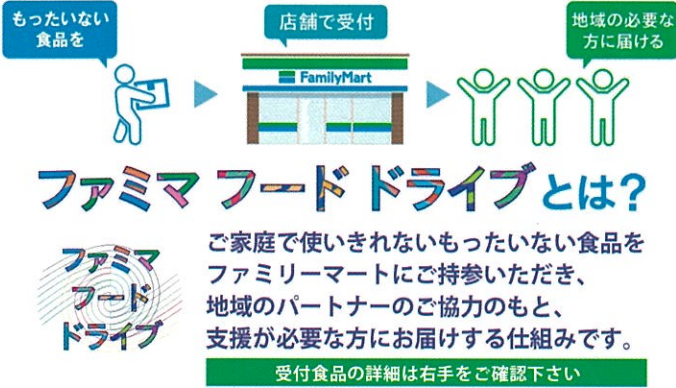 もったいない
食品を
店舗で受付
地域の必要な
方に届ける
FamilyMart
ファミマ フード ドライブとは？
ファミマ
フード
ドライブ
ご家庭で使いきれないもったいない食品を
ファミリーマートにご持参いただき、
地域のパートナーのご協力のもと、
支援が必要な方にお届けする仕組みです。
受付食品の詳細は右手をご確認下さい